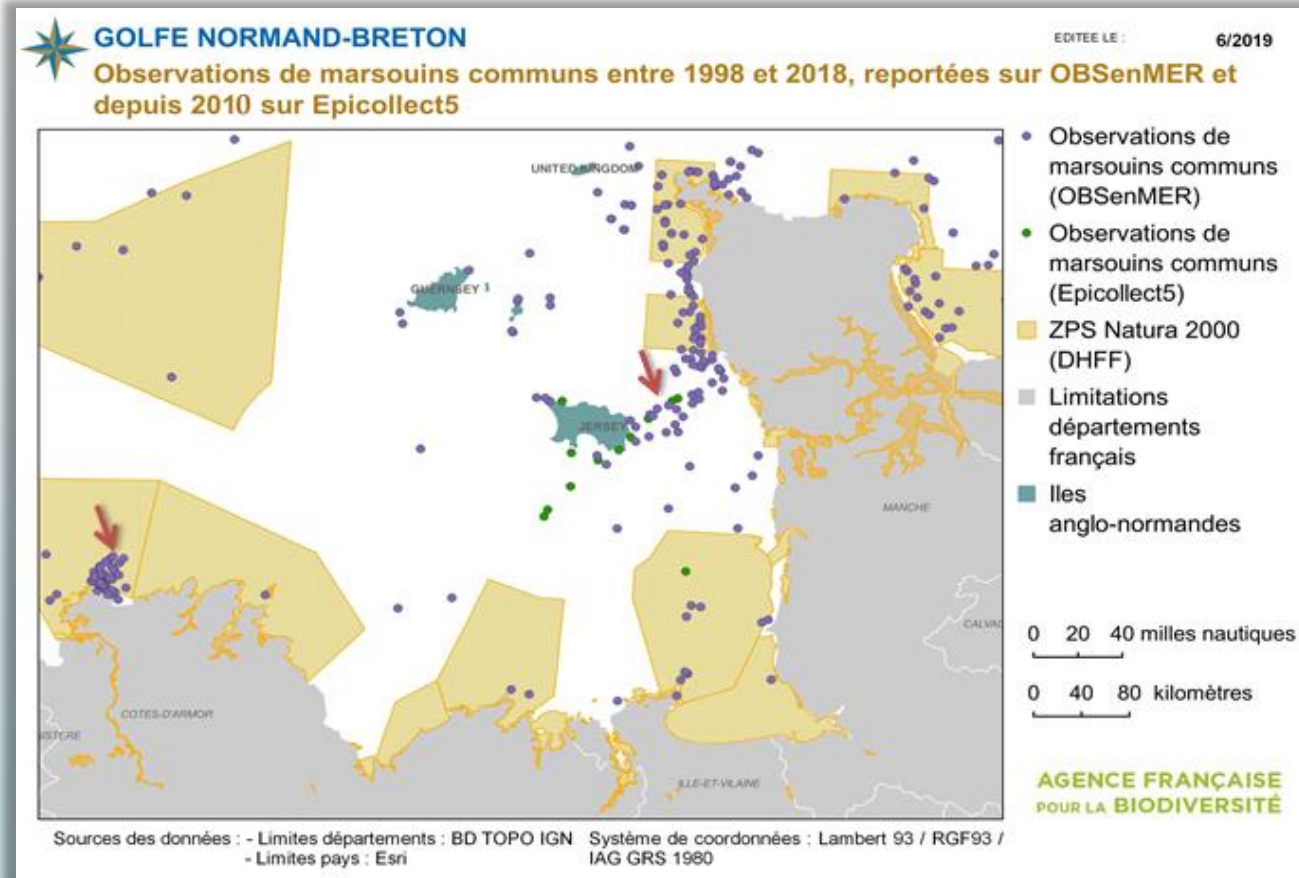 GOLFE NORMAND-BRETON
EDITEE LE :
6/2019
Observations de marsouins communs entre 1998 et 2018, reportées sur OBSenMER et
depuis 2010 sur Epicollect5
UNITED KINGDOM
GUERNSEY
JERSEY
MANCHE
CALVAD
COTES-D'ARMOR
NISTERE
ILLE-ET-VILAINE
Observations de
marsouins communs
(OBSenMER)
Observations de
marsouins communs
(Epicollect5)
ZPS Natura 2000
(DHFF)
Limitations
départements
français
Iles
anglo-normandes
0 20 40 milles nautiques
0 40 80 kilomètres
AGENCE FRANÇAISE
POUR LA BIODIVERSITÉ
Sources des données : - Limites départements : BD TOPO IGN
- Limites pays : Esri
Système de coordonnées : Lambert 93 / RGF93 /
IAG GRS 1980